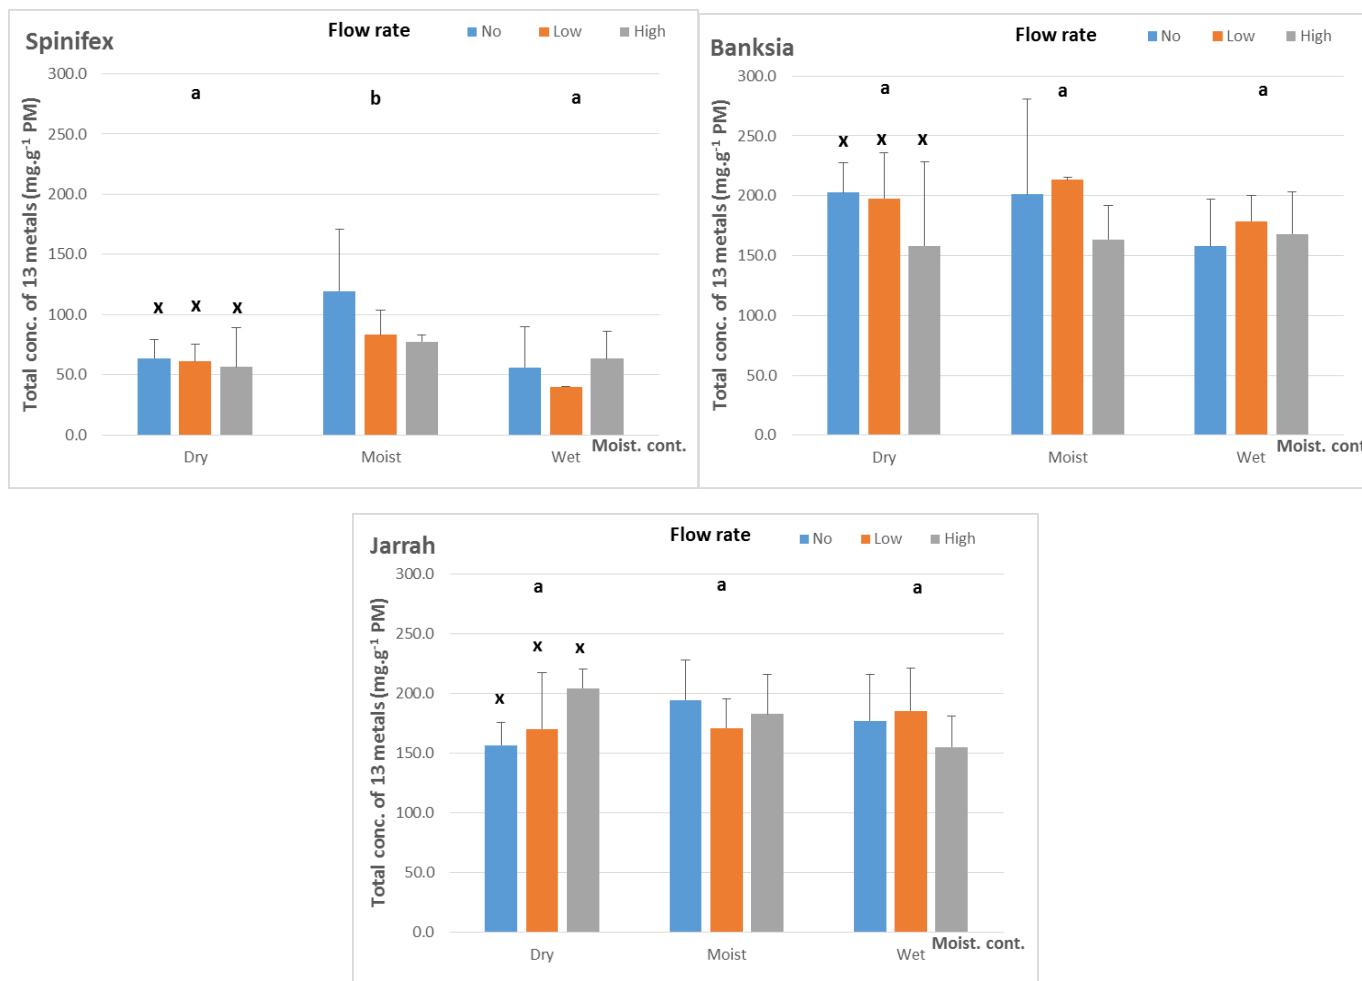 Spinifex
Flow rate
No Low High
Total conc. of 13 metals (mg.g⁻¹ PM)
300.0
250.0
200.0
150.0
100.0
50.0
0.0
a b a
x x x
Dry Moist Wet
Moist. cont.
Banksia
Flow rate
No Low High
Total conc. of 13 metals (mg.g⁻¹ PM)
300.0
250.0
200.0
150.0
100.0
50.0
0.0
a a a
x x x
Dry Moist Wet
Moist. cont
Jarrah
Flow rate
No Low High
Total conc. of 13 metals (mg.g⁻¹ PM)
300.0
250.0
200.0
150.0
100.0
50.0
0.0
a a a
x x x
Dry Moist Wet
Moist. cont.